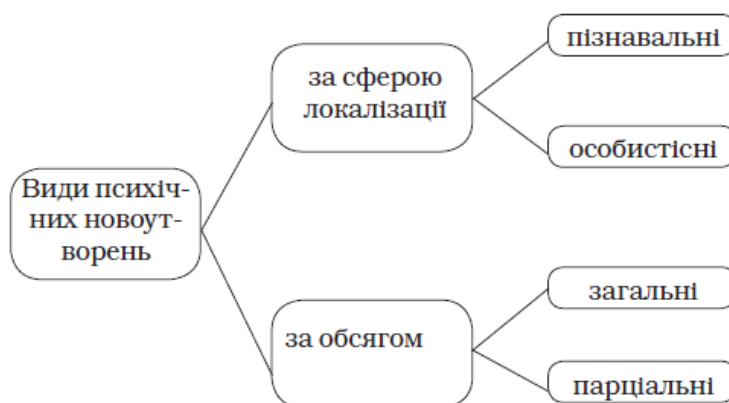 Види психіч-
них новоут-
ворень
за сферою
локалізації
пізнавальні
особистісні
за обсягом
загальні
парціальні